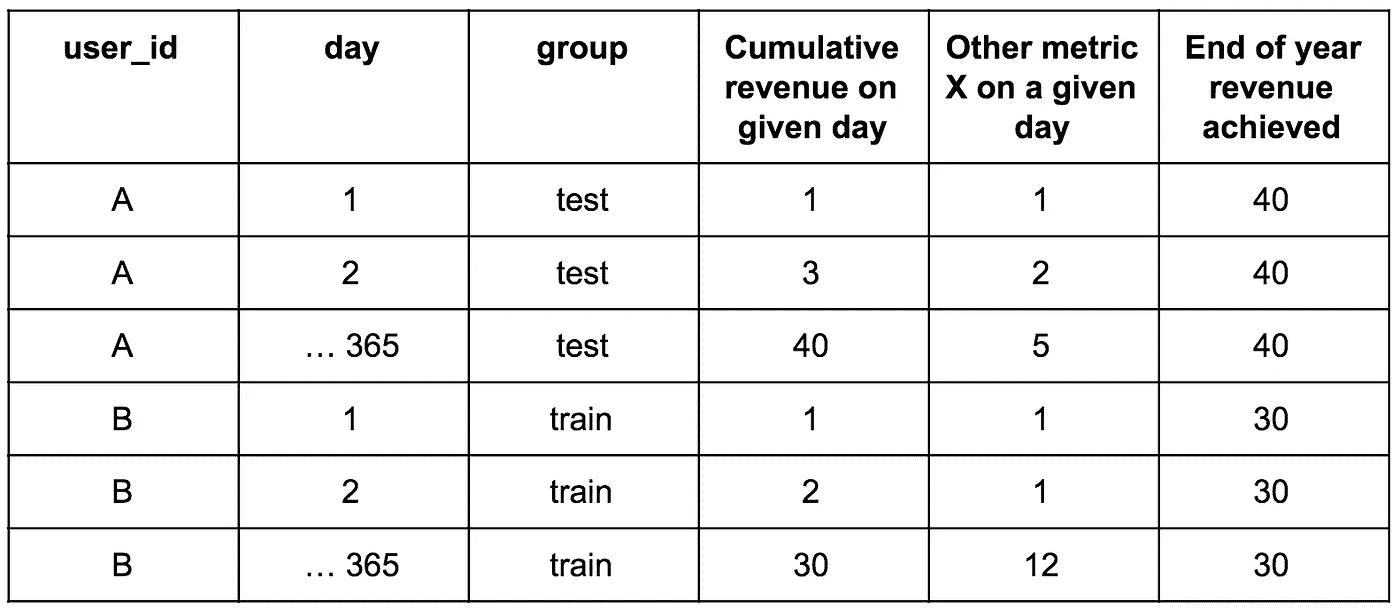 user_id day group Cumulative revenue on given day Other metric X on a given day End of year revenue achieved
A 1 test 1 1 40
A 2 test 3 2 40
A … 365 test 40 5 40
B 1 train 1 1 30
B 2 train 2 1 30
B … 365 train 30 12 30